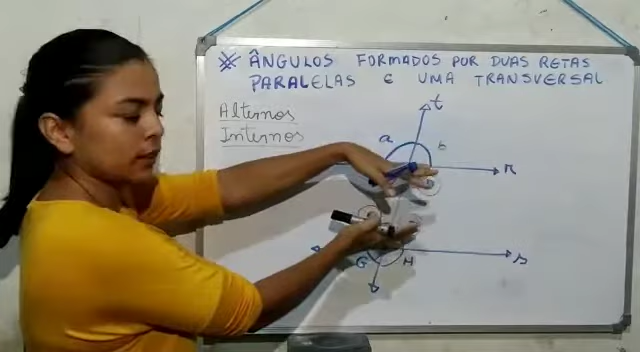 * ÂNGULOS FORMADOS POR DUAS RETAS
PARALELAS E UMA TRANSVERSAL
Alternos
Internos
t
a b
r
s
G H